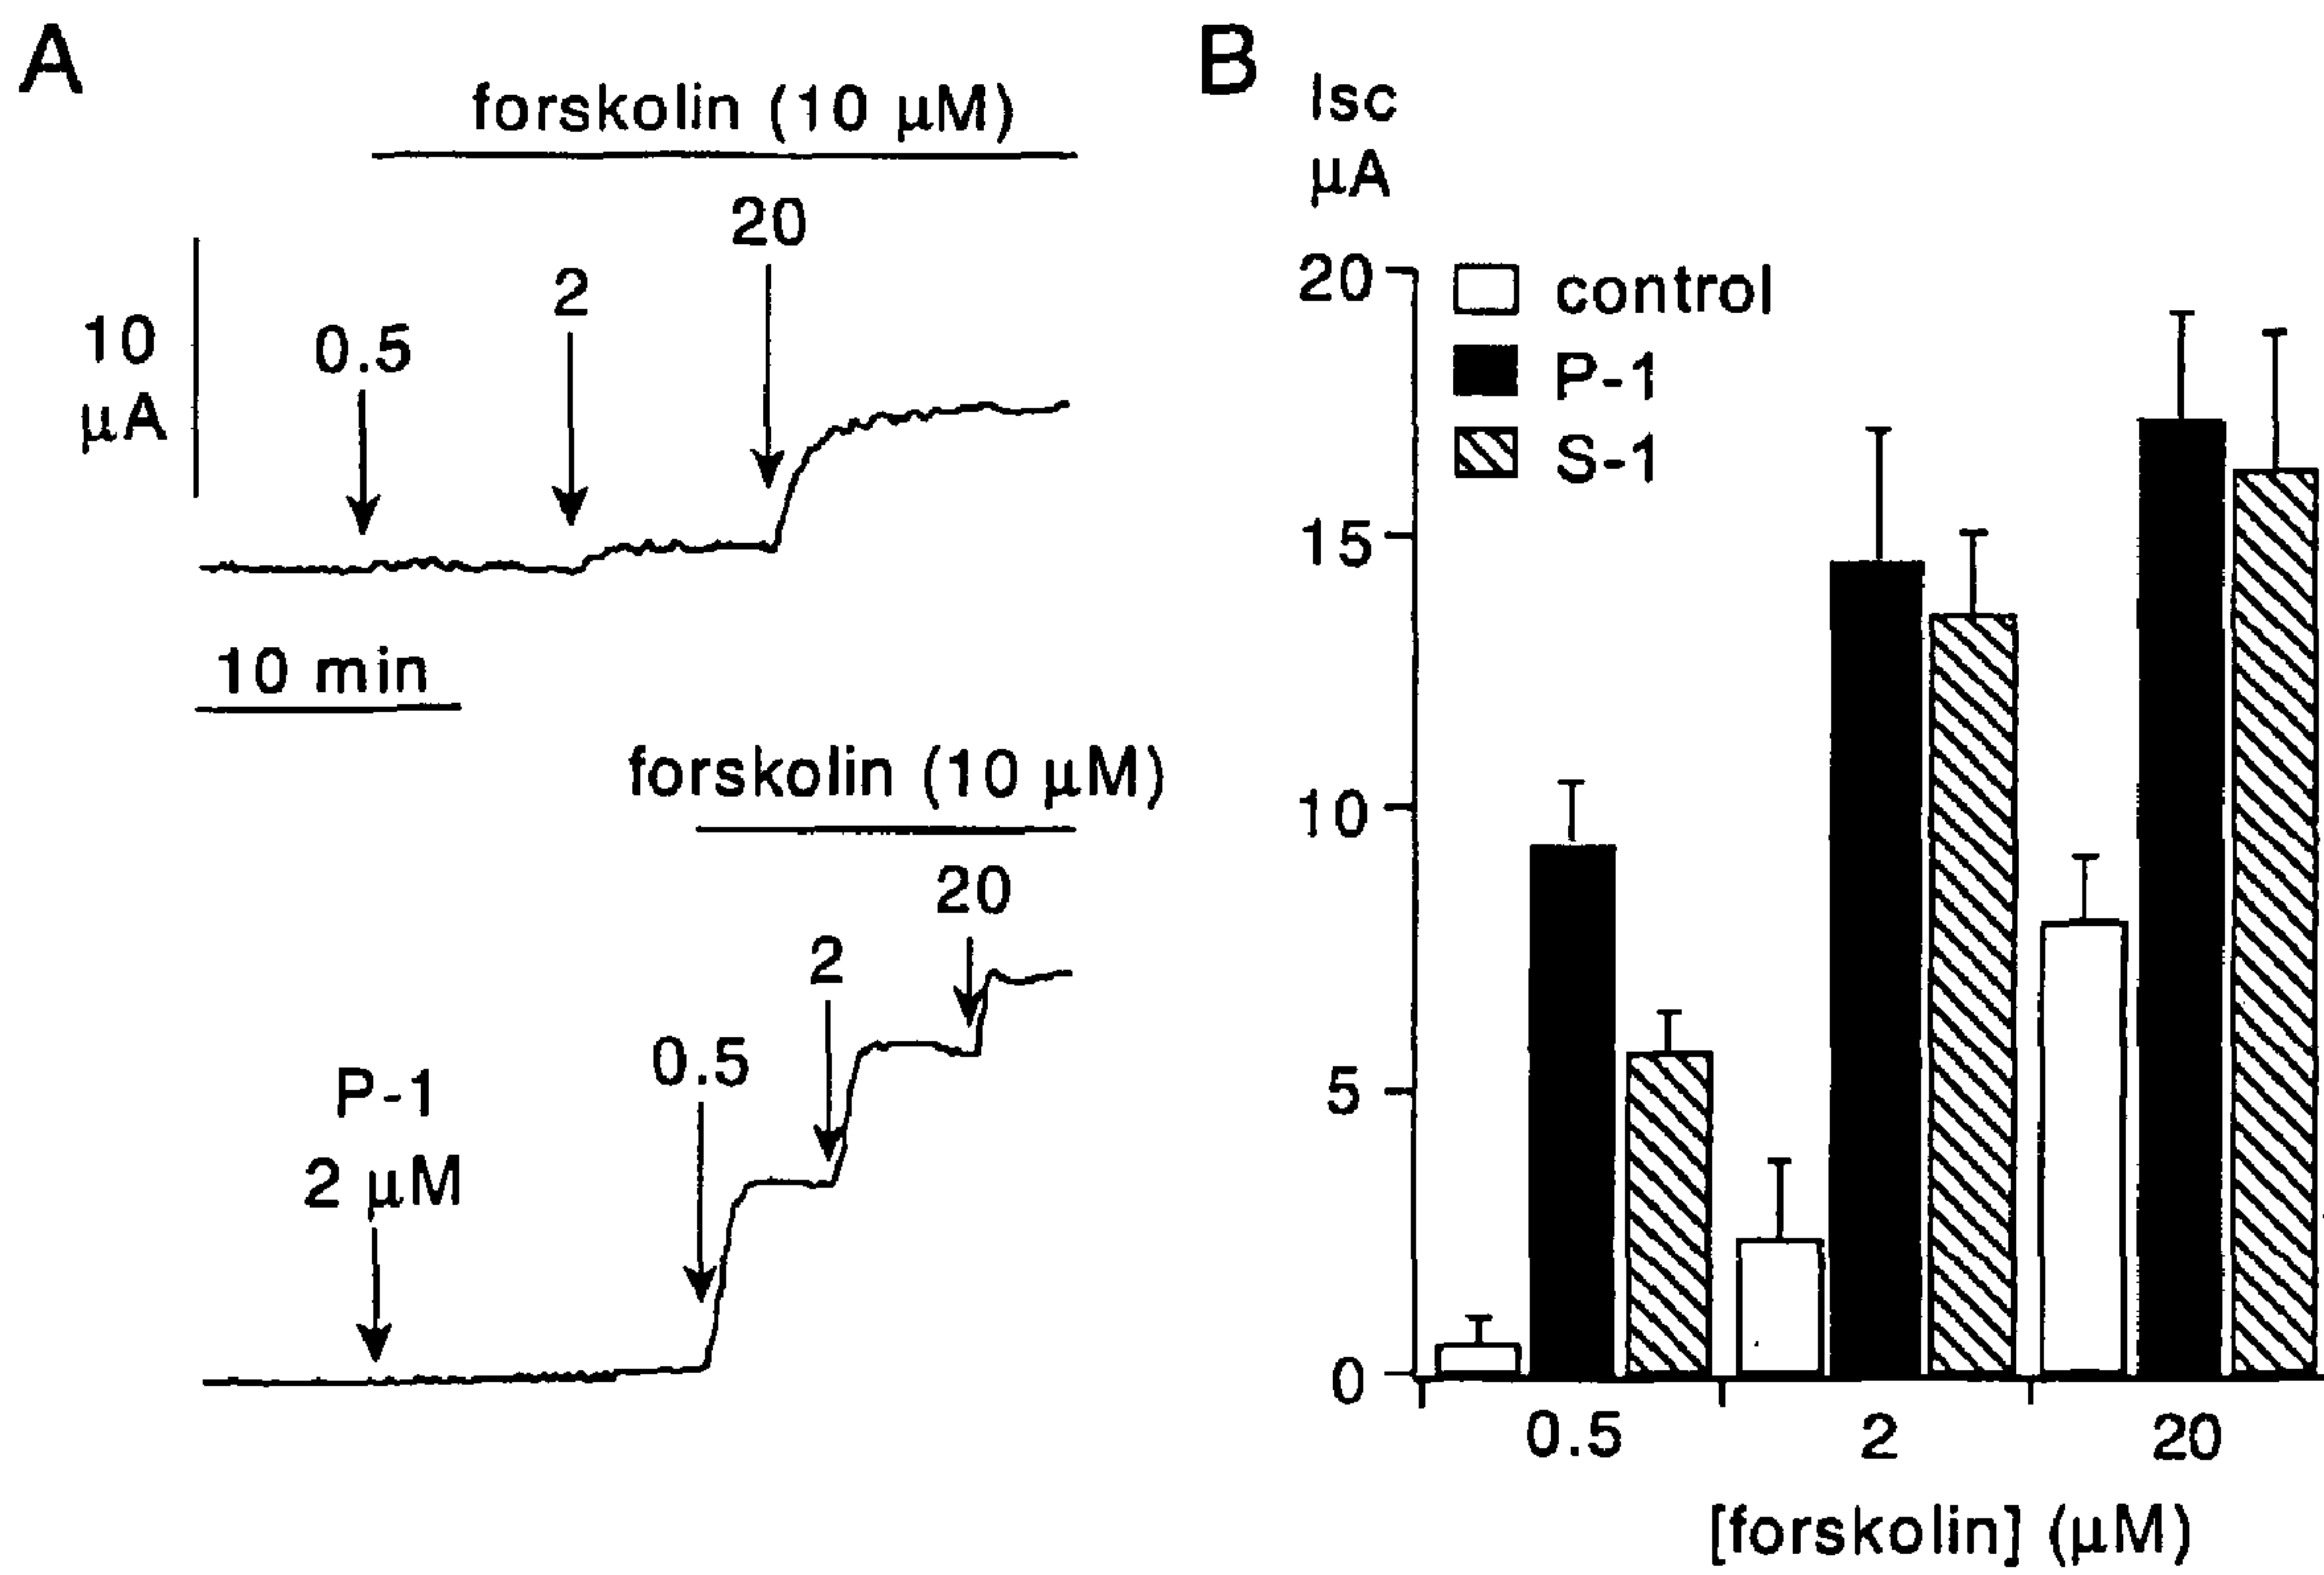 A
forskolin (10 µM)
20
2
0.5
10
µA
10 min
forskolin (10 µM)
20
2
0.5
P-1
2 µM
B
Isc
µA
20
15
10
5
0
control
P-1
S-1
0.5 2 20
[forskolin] (µM)